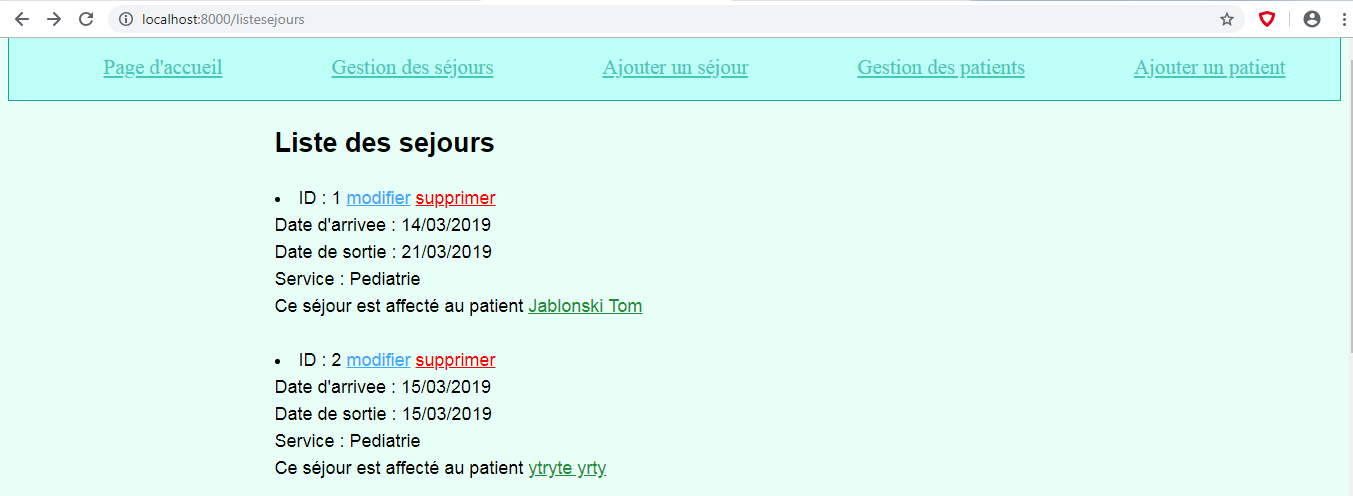 localhost:8000/listesejours
Page d'accueil Gestion des séjours Ajouter un séjour Gestion des patients Ajouter un patient
Liste des sejours
• ID : 1 modifier supprimer
Date d'arrivee : 14/03/2019
Date de sortie : 21/03/2019
Service : Pediatrie
Ce séjour est affecté au patient Jablonski Tom
• ID : 2 modifier supprimer
Date d'arrivee : 15/03/2019
Date de sortie : 15/03/2019
Service : Pediatrie
Ce séjour est affecté au patient ytryte yrty